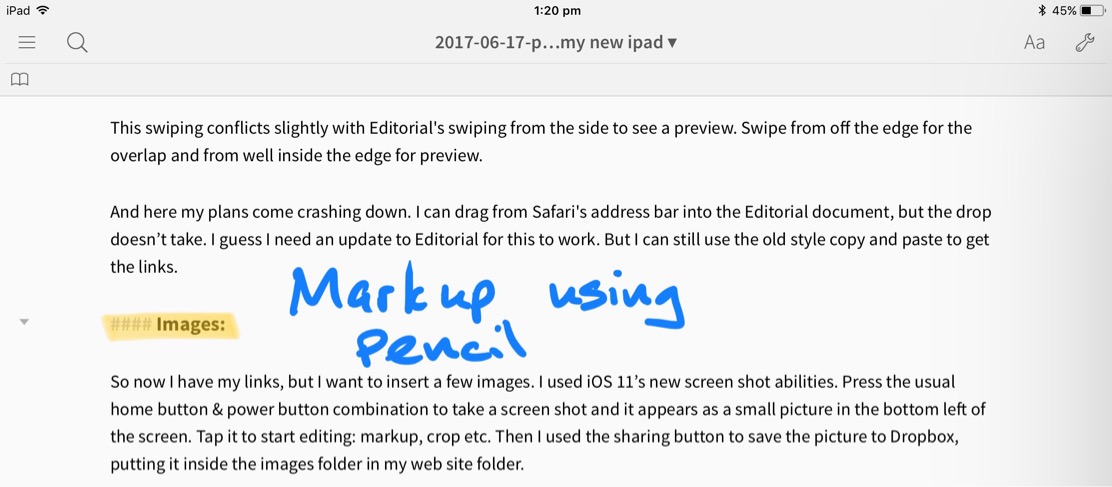 iPad 1:20 pm 45%
2017-06-17-p…my new ipad ▾ Aa
This swiping conflicts slightly with Editorial's swiping from the side to see a preview. Swipe from off the edge for the
overlap and from well inside the edge for preview.
And here my plans come crashing down. I can drag from Safari's address bar into the Editorial document, but the drop
doesn’t take. I guess I need an update to Editorial for this to work. But I can still use the old style copy and paste to get
the links.
Markup using
pencil
#### Images:
So now I have my links, but I want to insert a few images. I used iOS 11’s new screen shot abilities. Press the usual
home button & power button combination to take a screen shot and it appears as a small picture in the bottom left of
the screen. Tap it to start editing: markup, crop etc. Then I used the sharing button to save the picture to Dropbox,
putting it inside the images folder in my web site folder.